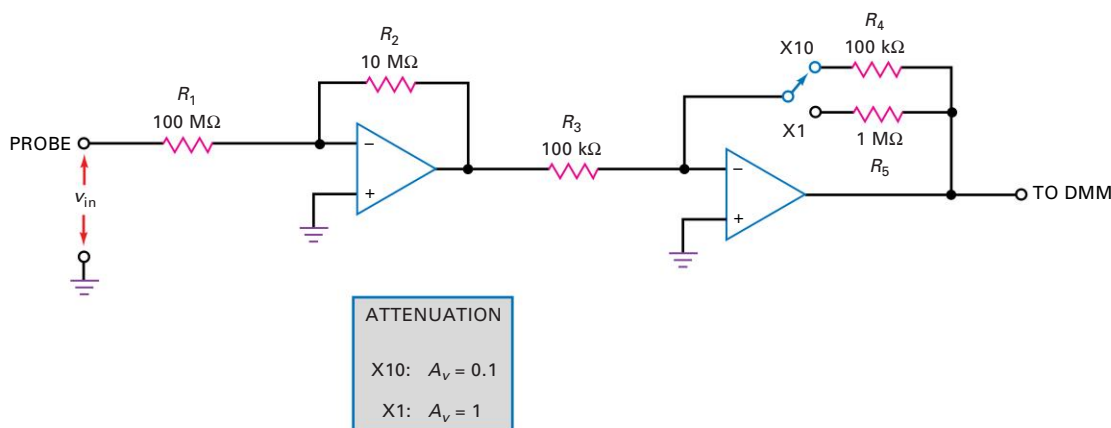 R₂
10 MΩ
R₁
100 MΩ
PROBE
vᵢₙ
−
+
R₃
100 kΩ
X10
R₄
100 kΩ
X1
1 MΩ
R₅
−
+
TO DMM
ATTENUATION
X10: Aᵥ = 0.1
X1: Aᵥ = 1